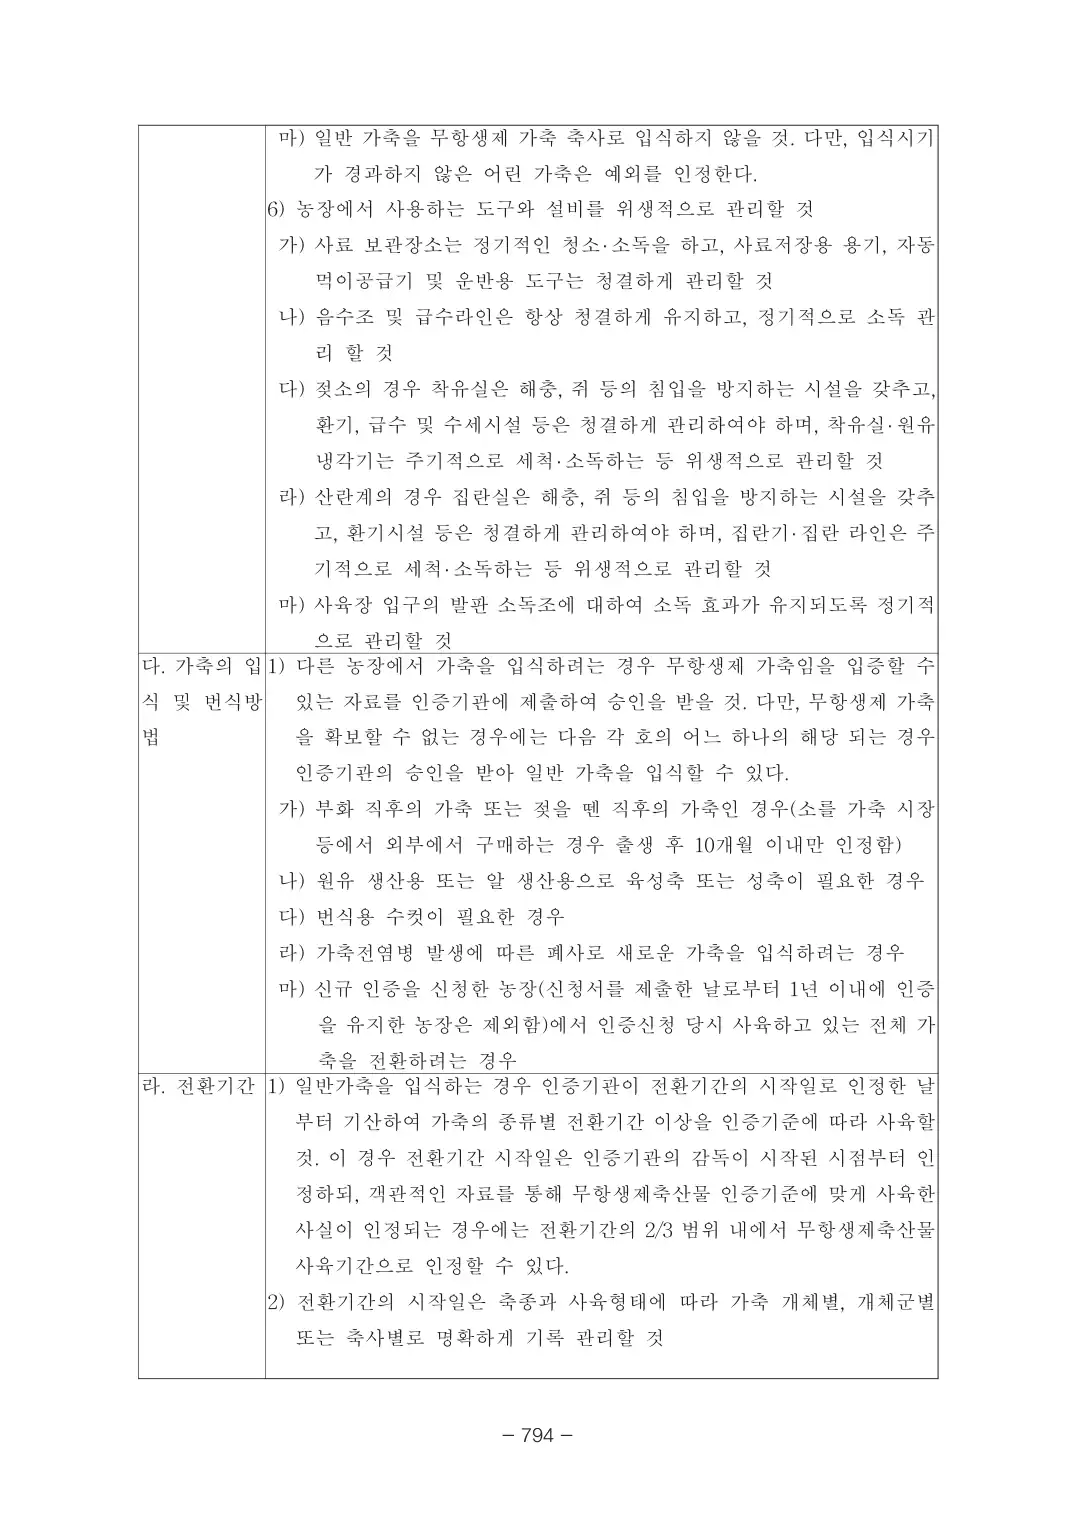 마) 일반 가축을 무항생제 가축 축사로 입식하지 않을 것. 다만, 입식시기
가 경과하지 않은 어린 가축은 예외를 인정한다.
6) 농장에서 사용하는 도구와 설비를 위생적으로 관리할 것
가) 사료 보관장소는 정기적인 청소·소독을 하고, 사료저장용 용기, 자동
먹이공급기 및 운반용 도구는 청결하게 관리할 것
나) 음수조 및 급수라인은 항상 청결하게 유지하고, 정기적으로 소독 관
리 할 것
다) 젖소의 경우 착유실은 해충, 쥐 등의 침입을 방지하는 시설을 갖추고,
환기, 급수 및 수세시설 등은 청결하게 관리하여야 하며, 착유실·원유
냉각기는 주기적으로 세척·소독하는 등 위생적으로 관리할 것
라) 산란계의 경우 집란실은 해충, 쥐 등의 침입을 방지하는 시설을 갖추
고, 환기시설 등은 청결하게 관리하여야 하며, 집란기·집란 라인은 주
기적으로 세척·소독하는 등 위생적으로 관리할 것
마) 사육장 입구의 발판 소독조에 대하여 소독 효과가 유지되도록 정기적
으로 관리할 것
다. 가축의 입
식 및 번식방
법
1) 다른 농장에서 가축을 입식하려는 경우 무항생제 가축임을 입증할 수
있는 자료를 인증기관에 제출하여 승인을 받을 것. 다만, 무항생제 가축
을 확보할 수 없는 경우에는 다음 각 호의 어느 하나의 해당 되는 경우
인증기관의 승인을 받아 일반 가축을 입식할 수 있다.
가) 부화 직후의 가축 또는 젖을 뗀 직후의 가축인 경우(소를 가축 시장
등에서 외부에서 구매하는 경우 출생 후 10개월 이내만 인정함)
나) 원유 생산용 또는 알 생산용으로 육성축 또는 성축이 필요한 경우
다) 번식용 수컷이 필요한 경우
라) 가축전염병 발생에 따른 폐사로 새로운 가축을 입식하려는 경우
마) 신규 인증을 신청한 농장(신청서를 제출한 날로부터 1년 이내에 인증
을 유지한 농장은 제외함)에서 인증신청 당시 사육하고 있는 전체 가
축을 전환하려는 경우
라. 전환기간
1) 일반가축을 입식하는 경우 인증기관이 전환기간의 시작일로 인정한 날
부터 기산하여 가축의 종류별 전환기간 이상을 인증기준에 따라 사육할
것. 이 경우 전환기간 시작일은 인증기관의 감독이 시작된 시점부터 인
정하되, 객관적인 자료를 통해 무항생제축산물 인증기준에 맞게 사육한
사실이 인정되는 경우에는 전환기간의 2/3 범위 내에서 무항생제축산물
사육기간으로 인정할 수 있다.
2) 전환기간의 시작일은 축종과 사육형태에 따라 가축 개체별, 개체군별
또는 축사별로 명확하게 기록 관리할 것
– 794 –